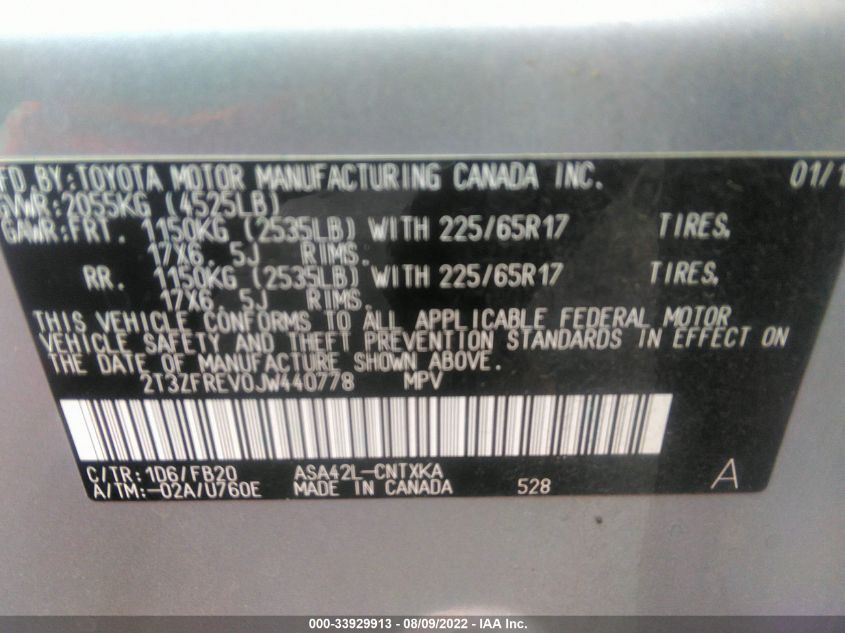 FD. BY: TOYOTA MOTOR MANUFACTURING CANADA INC. 01/1
GVWR: 2055KG (4525LB)
GAWR: FRT. 1150KG (2535LB) WITH 225/65R17 TIRES.
17X6. 5J RIMS.
RR. 1150KG (2535LB) WITH 225/65R17 TIRES.
17X6. 5J RIMS.
THIS VEHICLE CONFORMS TO ALL APPLICABLE FEDERAL MOTOR
VEHICLE SAFETY AND THEFT PREVENTION STANDARDS IN EFFECT ON
THE DATE OF MANUFACTURE SHOWN ABOVE.
2T3ZFREV0JW440778 MPV
C/TR: 1D6/FB20 ASA42L-CNTXKA
A/TM:-02A/U760E MADE IN CANADA 528 A
000-33929913 - 08/09/2022 - IAA Inc.